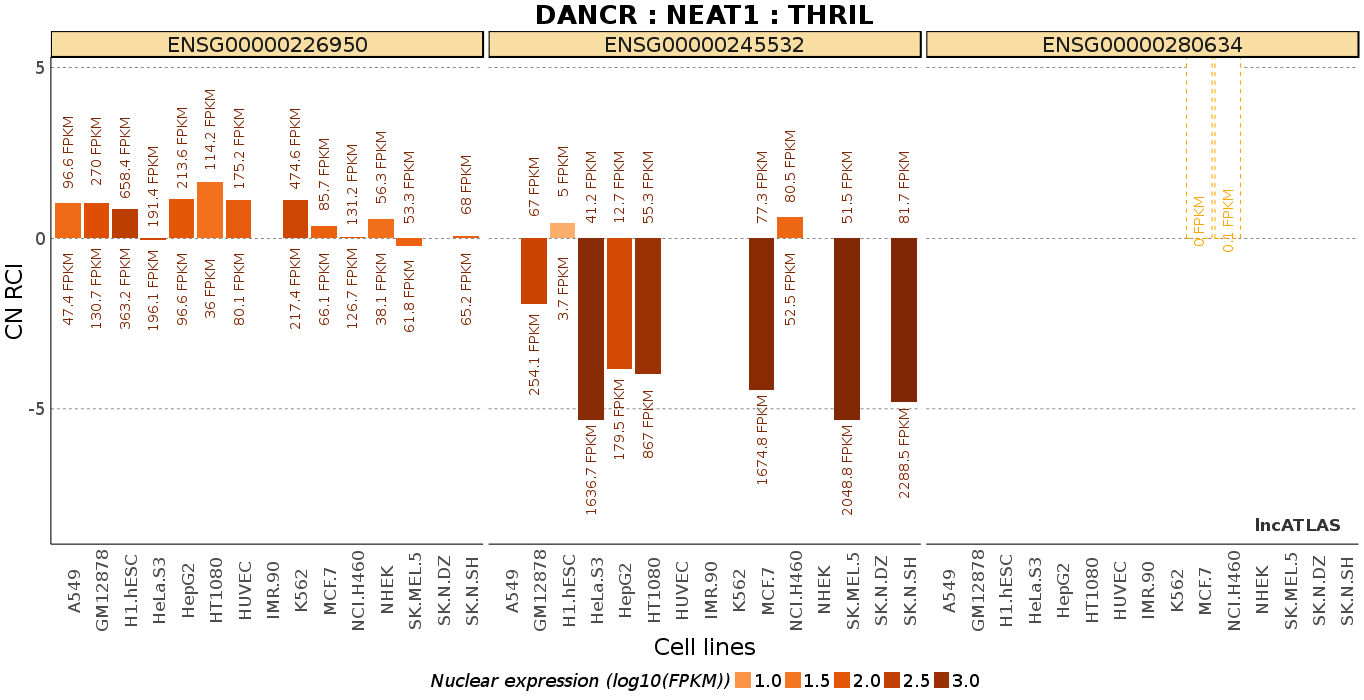 DANCR : NEAT1 : THRIL
ENSG00000226950 ENSG00000245532 ENSG00000280634
CN RCI
5
0
-5
96.6 FPKM 270 FPKM 658.4 FPKM 191.4 FPKM 213.6 FPKM 114.2 FPKM 175.2 FPKM 474.6 FPKM 85.7 FPKM 131.2 FPKM 56.3 FPKM 53.3 FPKM 68 FPKM
47.4 FPKM 130.7 FPKM 363.2 FPKM 196.1 FPKM 96.6 FPKM 36 FPKM 80.1 FPKM 217.4 FPKM 66.1 FPKM 126.7 FPKM 38.1 FPKM 61.8 FPKM 65.2 FPKM
67 FPKM 5 FPKM 41.2 FPKM 12.7 FPKM 55.3 FPKM 77.3 FPKM 80.5 FPKM 51.5 FPKM 81.7 FPKM
254.1 FPKM 3.7 FPKM 1636.7 FPKM 179.5 FPKM 867 FPKM 1674.8 FPKM 52.5 FPKM 2048.8 FPKM 2288.5 FPKM
0 FPKM 0.1 FPKM
lncATLAS
A549 GM12878 H1.hESC HeLa.S3 HepG2 HT1080 HUVEC IMR.90 K562 MCF.7 NCI.H460 NHEK SK.MEL.5 SK.N.DZ SK.N.SH
A549 GM12878 H1.hESC HeLa.S3 HepG2 HT1080 HUVEC IMR.90 K562 MCF.7 NCI.H460 NHEK SK.MEL.5 SK.N.DZ SK.N.SH
A549 GM12878 H1.hESC HeLa.S3 HepG2 HT1080 HUVEC IMR.90 K562 MCF.7 NCI.H460 NHEK SK.MEL.5 SK.N.DZ SK.N.SH
Cell lines
Nuclear expression (log10(FPKM)) 1.0 1.5 2.0 2.5 3.0